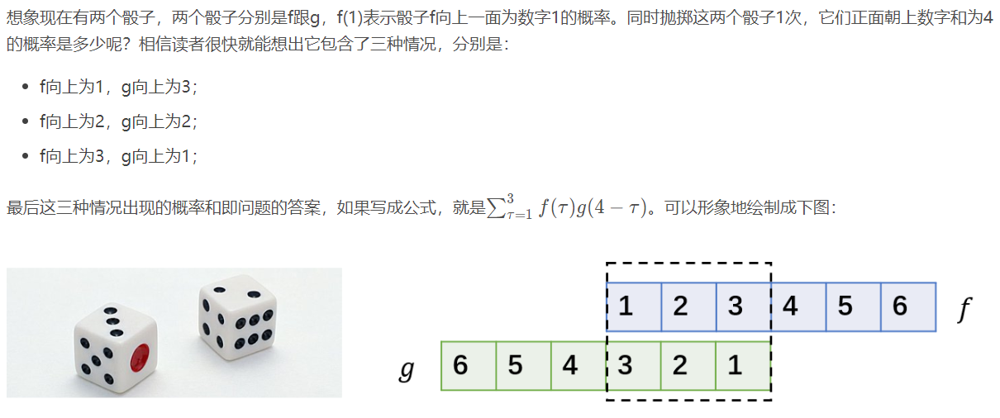 想象现在有两个骰子，两个骰子分别是f跟g，f(1)表示骰子f向上一面为数字1的概率。同时抛掷这两个骰子1次，它们正面朝上数字和为4
的概率是多少呢？相信读者很快就能想出它包含了三种情况，分别是：
• f向上为1，g向上为3；
• f向上为2，g向上为2；
• f向上为3，g向上为1；
最后这三种情况出现的概率和即问题的答案，如果写成公式，就是$\sum_{\tau=1}^{3} f(\tau)g(4-\tau)$。可以形象地绘制成下图：
1 2 3 4 5 6 f
g 6 5 4 3 2 1